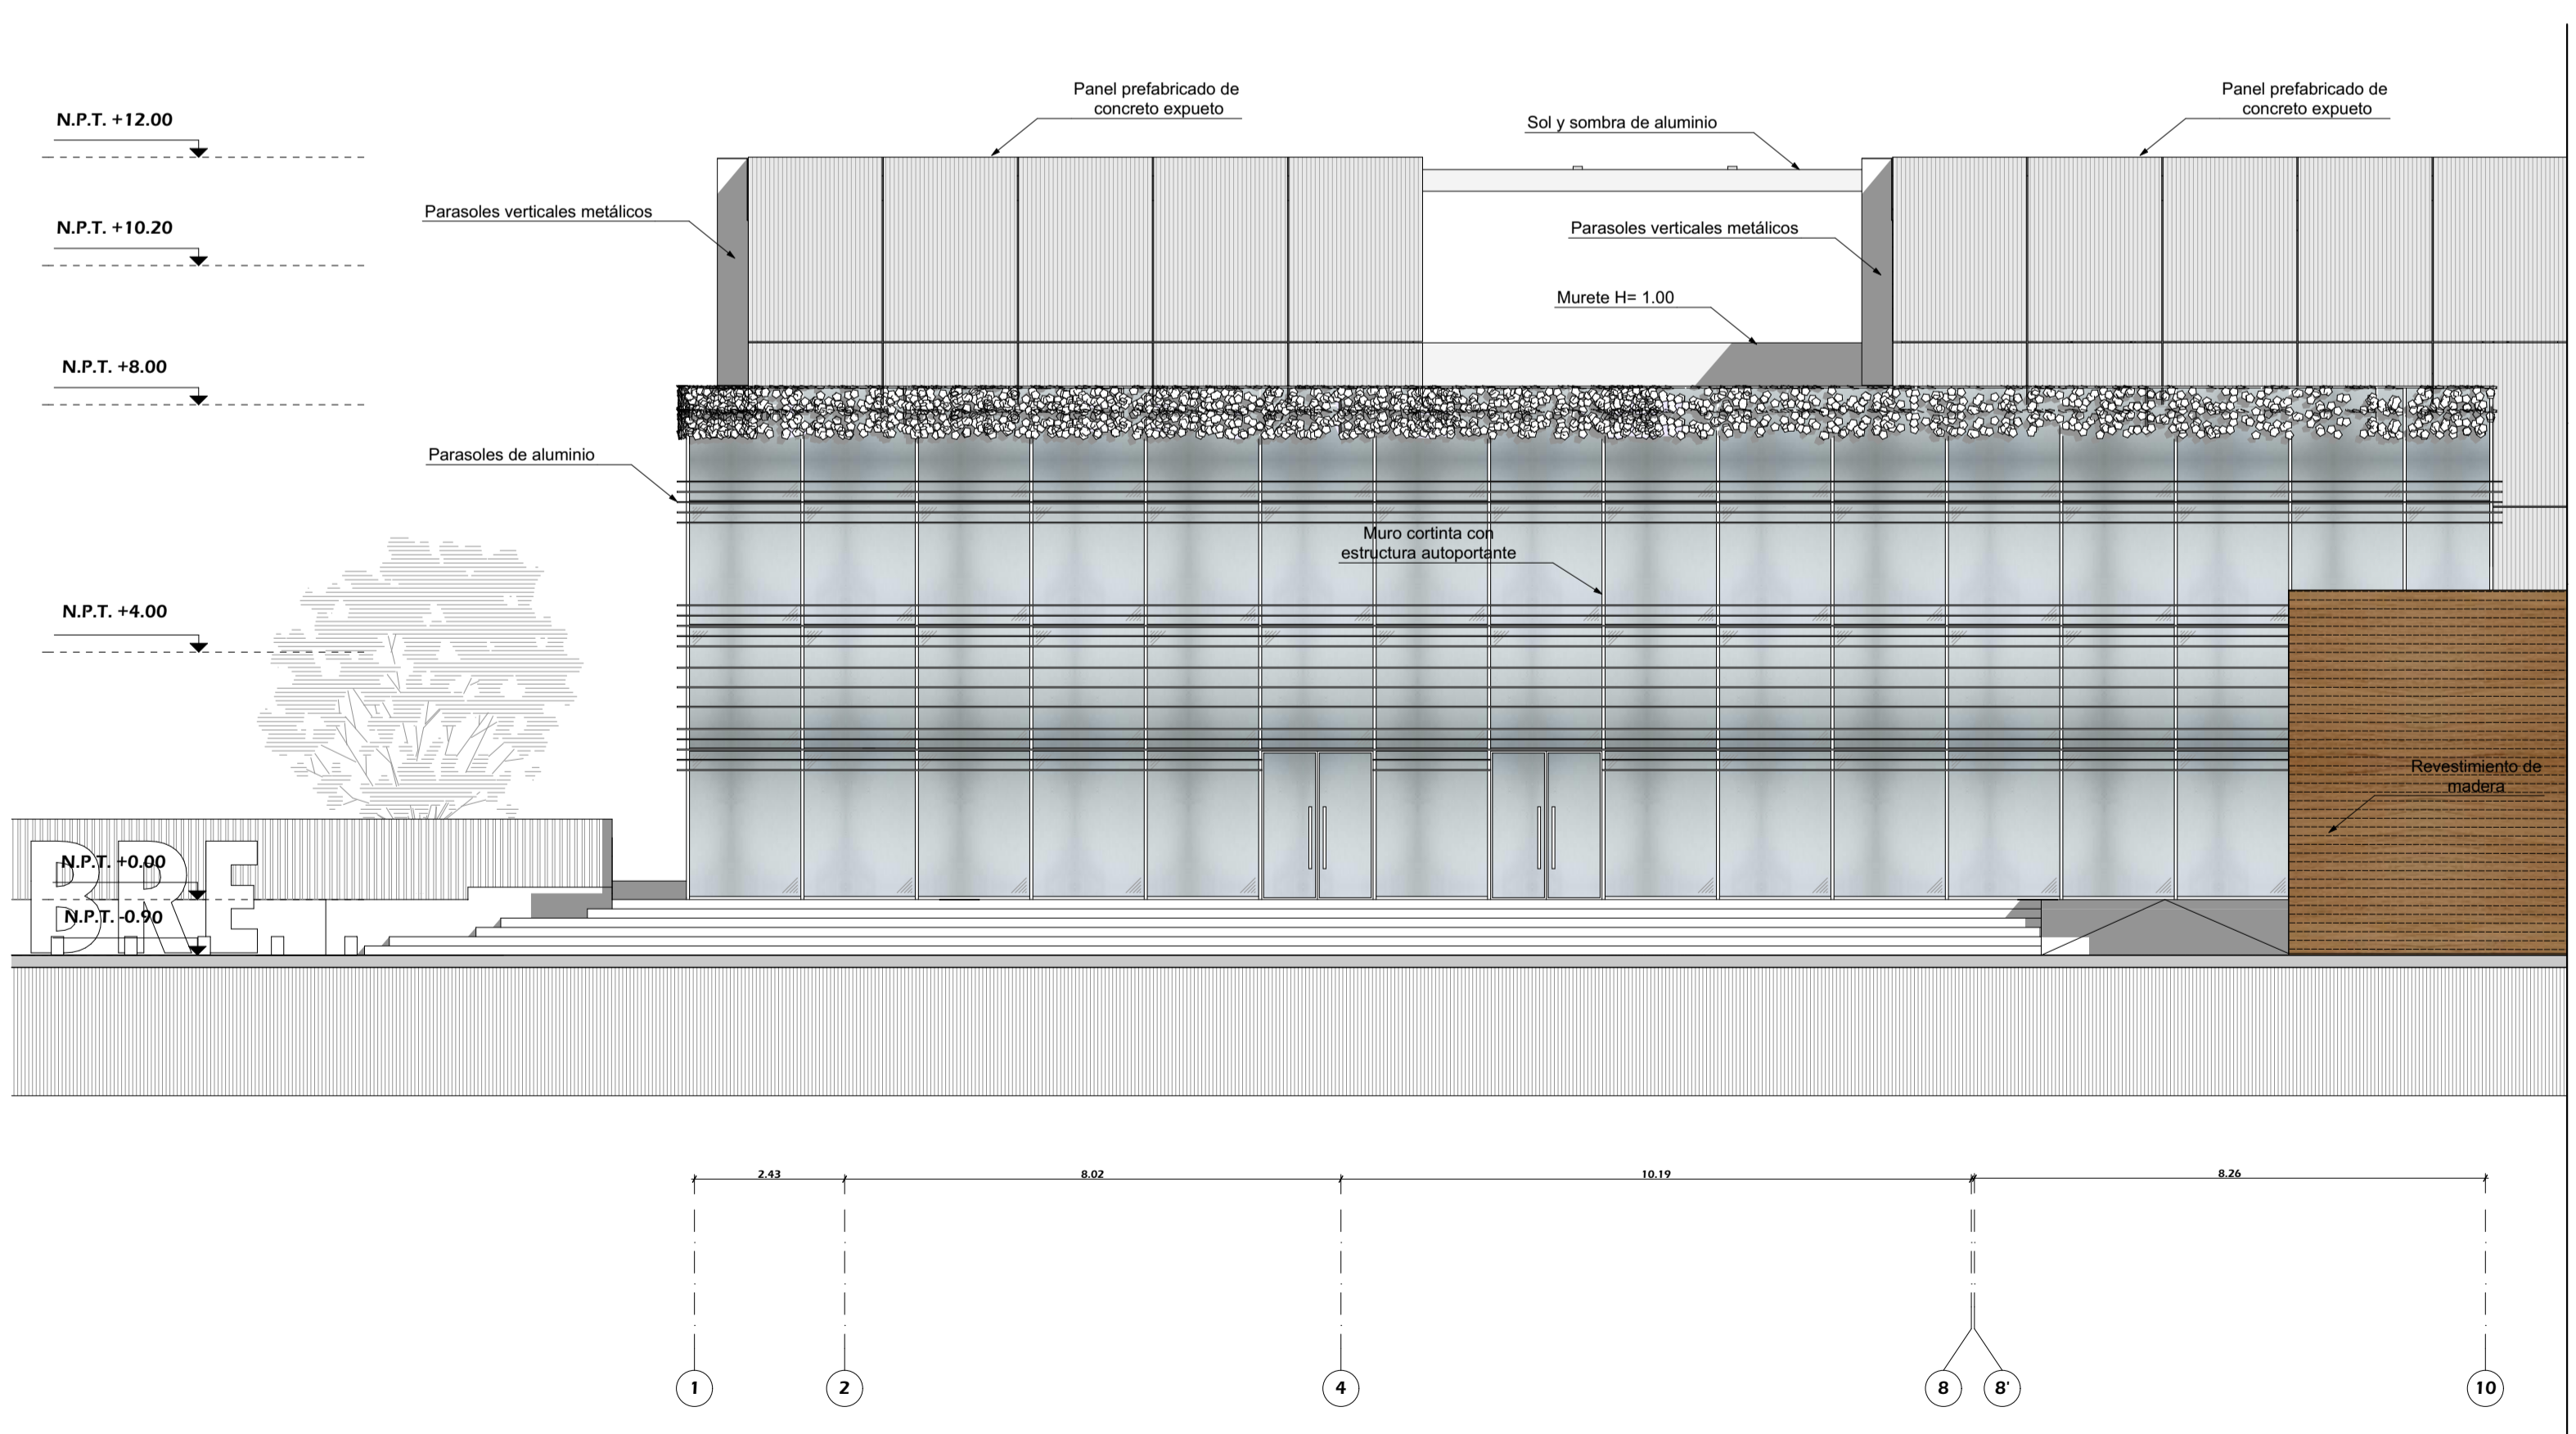 Panel prefabricado de
concreto expueto
Panel prefabricado de
concreto expueto
N.P.T. +12.00
Sol y sombra de aluminio
Parasoles verticales metálicos
N.P.T. +10.20
Parasoles verticales metálicos
Murete H= 1.00
N.P.T. +8.00
Parasoles de aluminio
Muro cortinta con
estructura autoportante
N.P.T. +4.00
Revestimiento de
madera
N.P.T. +0.00
B.R.E. I.
N.P.T. -0.90
2.43
8.02
10.19
8.26
1
2
4
8
8'
10